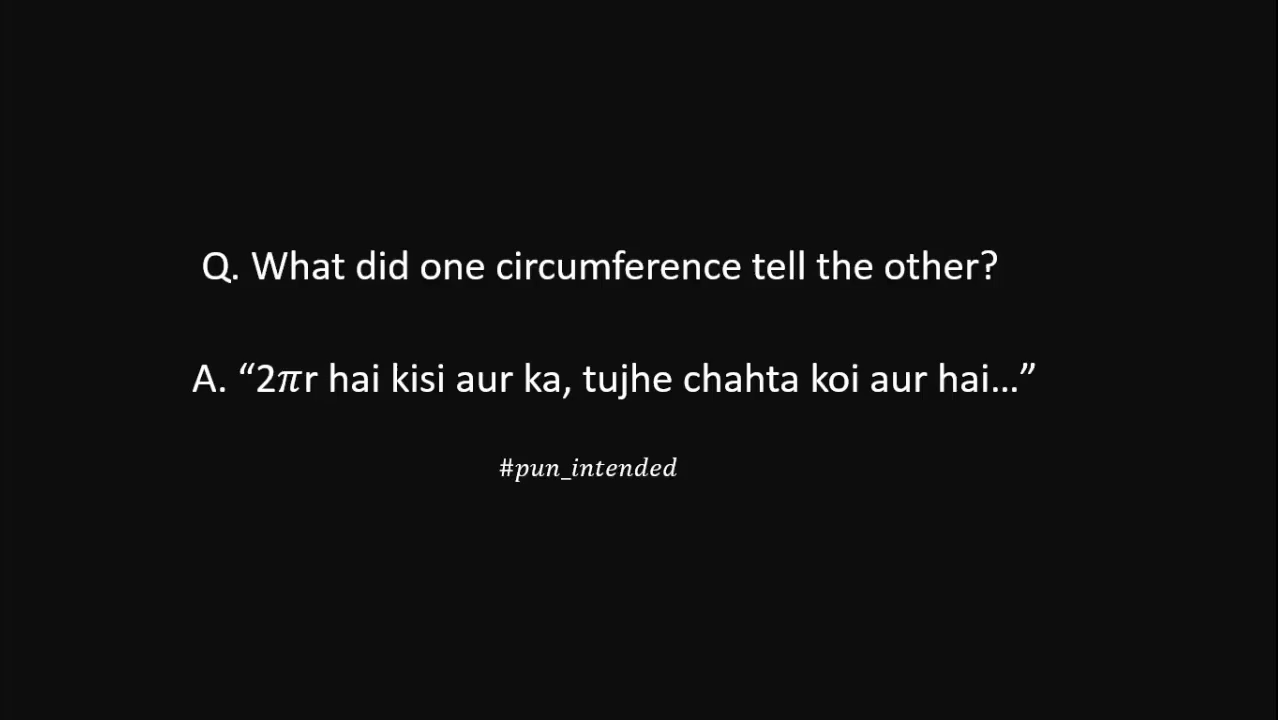 Q. What did one circumference tell the other?
A. “2𝜋r hai kisi aur ka, tujhe chahta koi aur hai…”
#pun_intended